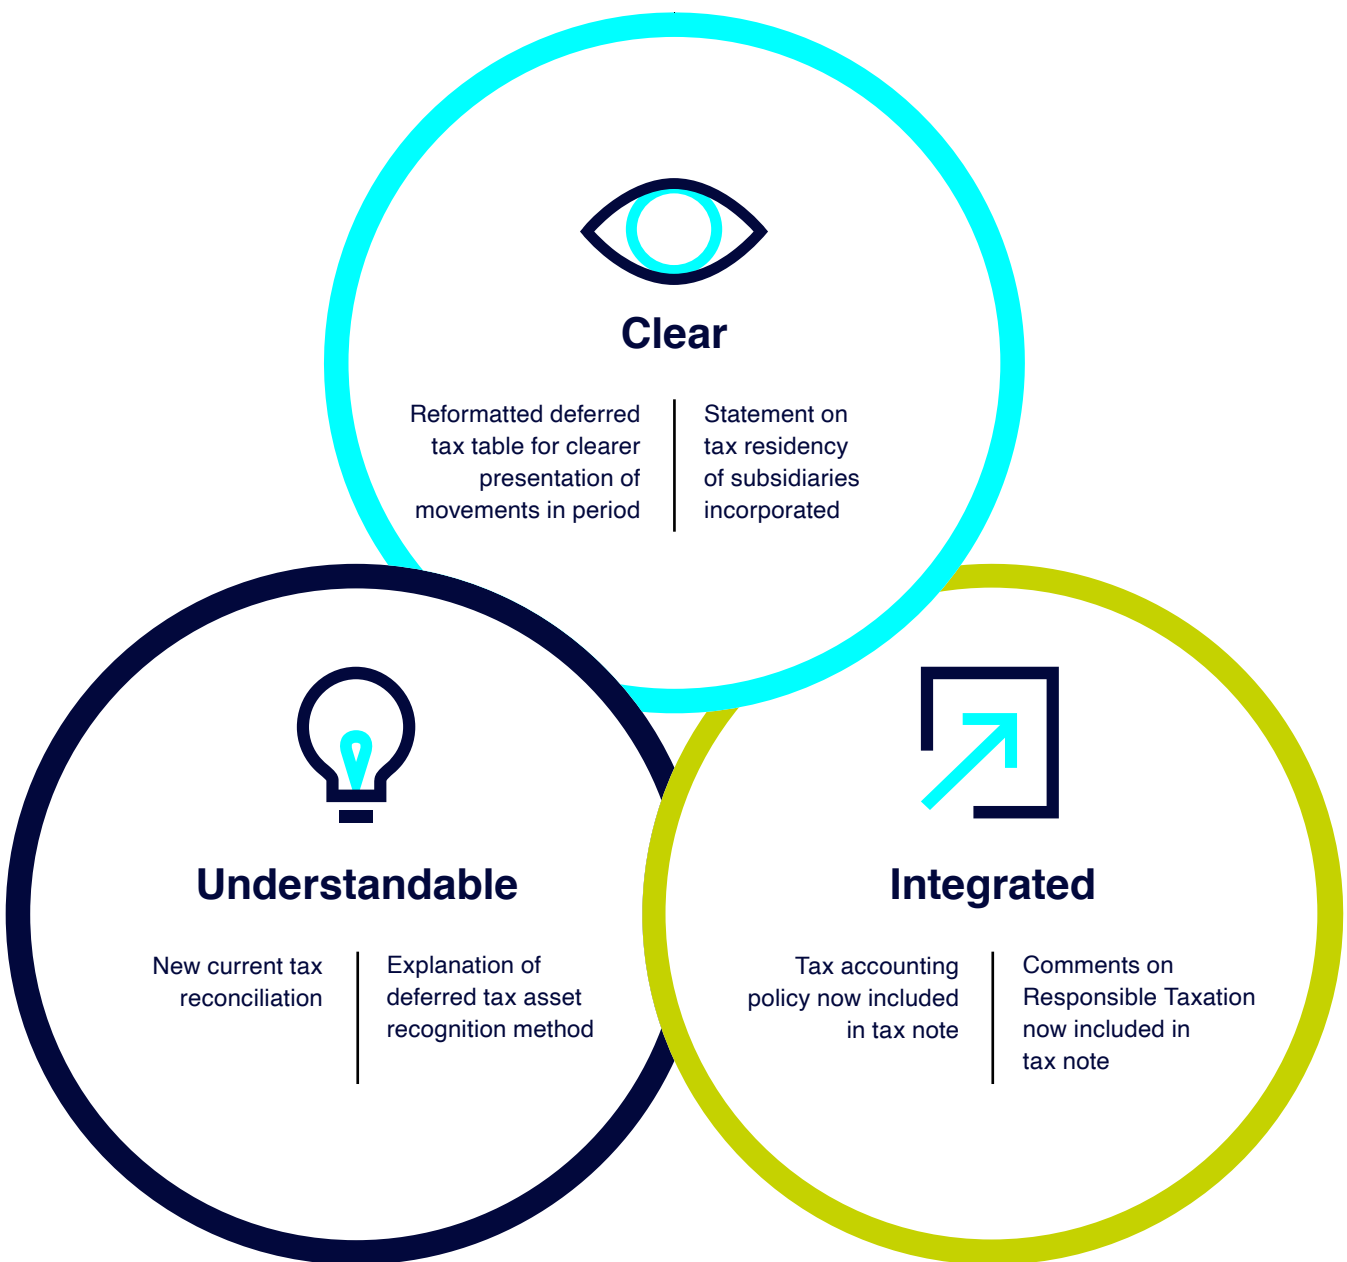 Clear
Reformatted deferred
tax table for clearer
presentation of
movements in period
Statement on
tax residency
of subsidiaries
incorporated
Understandable
New current tax
reconciliation
Explanation of
deferred tax asset
recognition method
Integrated
Tax accounting
policy now included
in tax note
Comments on
Responsible Taxation
now included in
tax note